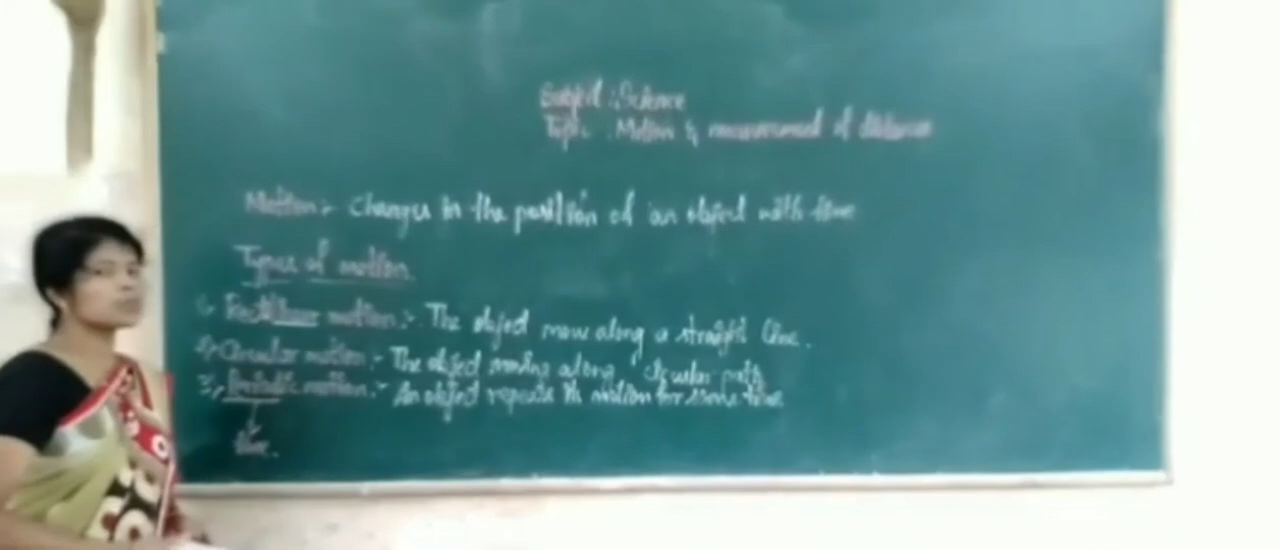 Subject : Science
Topic : Motion & measurement of distance
Motion :- Changes in the position of an object with time
Types of motion
1, Rectilinear motion :- The object move along a straight line.
2, Circular motion :- The object moving along circular path
3, Periodic motion :- An object repeats its motion for some time
time.